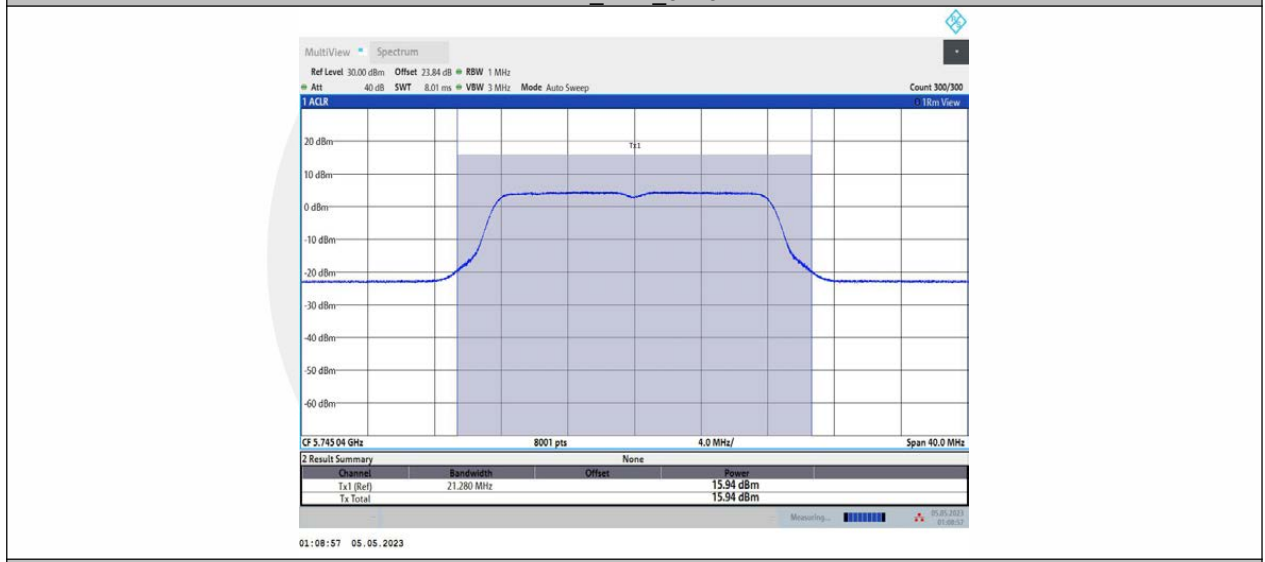 MultiView Spectrum
Ref Level 30.00 dBm Offset 23.84 dB RBW 1 MHz
Att 40 dB SWT 8.01 ms VBW 3 MHz Mode Auto Sweep Count 300/300
1 ACLR 1Rm View
20 dBm
Tx1
10 dBm
0 dBm
-10 dBm
-20 dBm
-30 dBm
-40 dBm
-50 dBm
-60 dBm
CF 5.745 04 GHz 8001 pts 4.0 MHz/ Span 40.0 MHz
2 Result Summary None
Channel Bandwidth Offset Power
Tx1 (Ref) 21.280 MHz 15.94 dBm
Tx Total 15.94 dBm
Measuring... 05.05.2023
01:08:57
01:08:57 05.05.2023